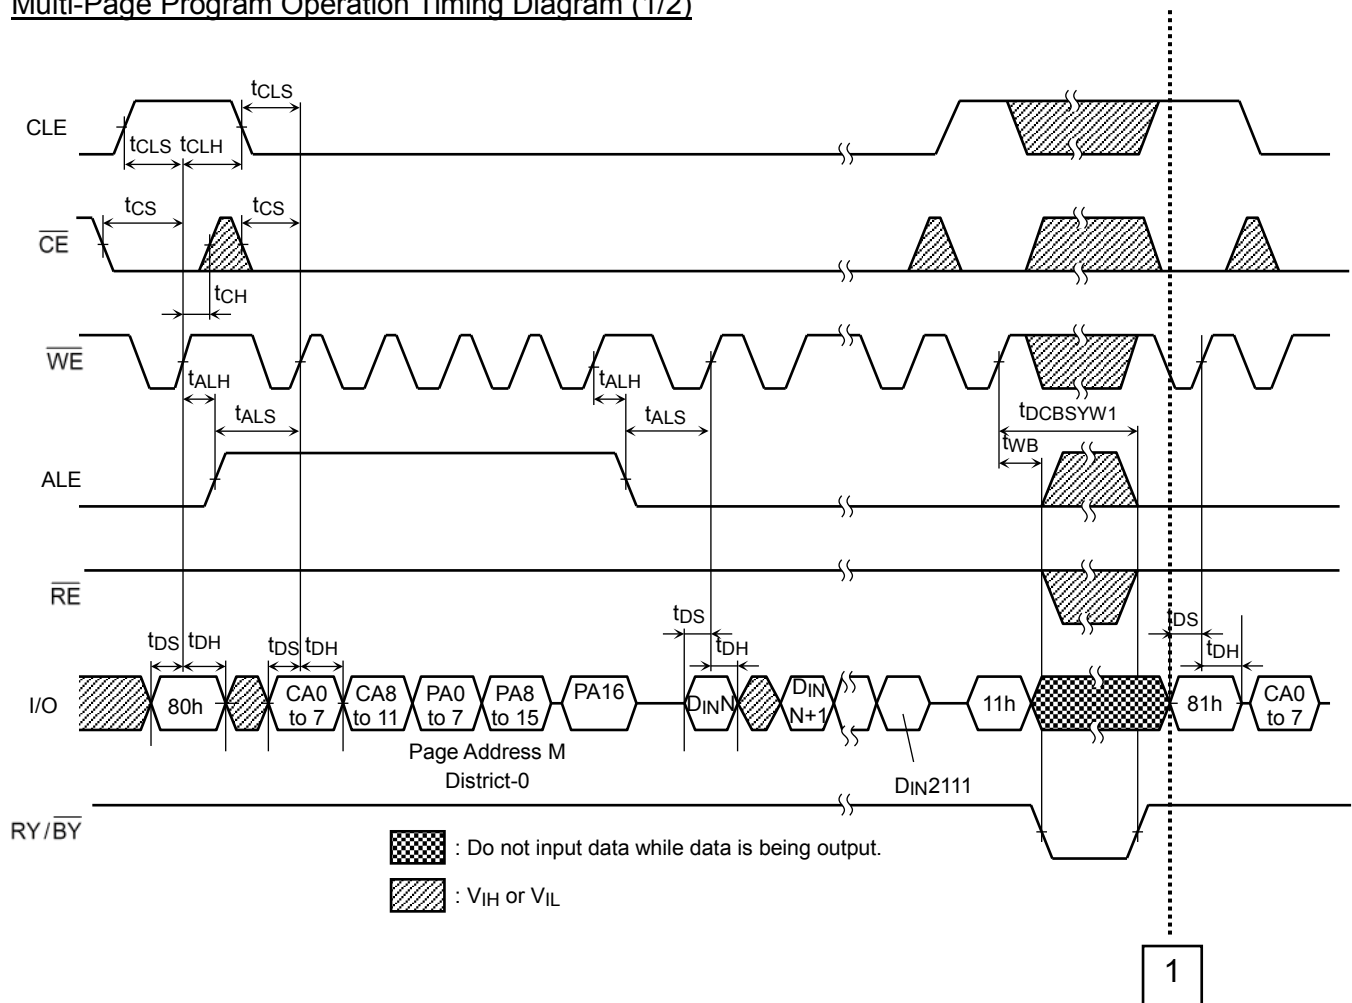 Multi-Page Program Operation Timing Diagram (1/2)
tCLS
CLE
tCLS tCLH
tCS tCS
CE
tCH
WE
tALH tALH
tALS tALS tDCBSYW1
tWB
ALE
RE
tDS tDS
tDS tDH tDS tDH tDH tDH
I/O 80h CA0 to 7 CA8 to 11 PA0 to 7 PA8 to 15 PA16 DINN DIN N+1 11h 81h CA0 to 7
Page Address M
District-0
DIN2111
RY/BY
: Do not input data while data is being output.
: VIH or VIL
1